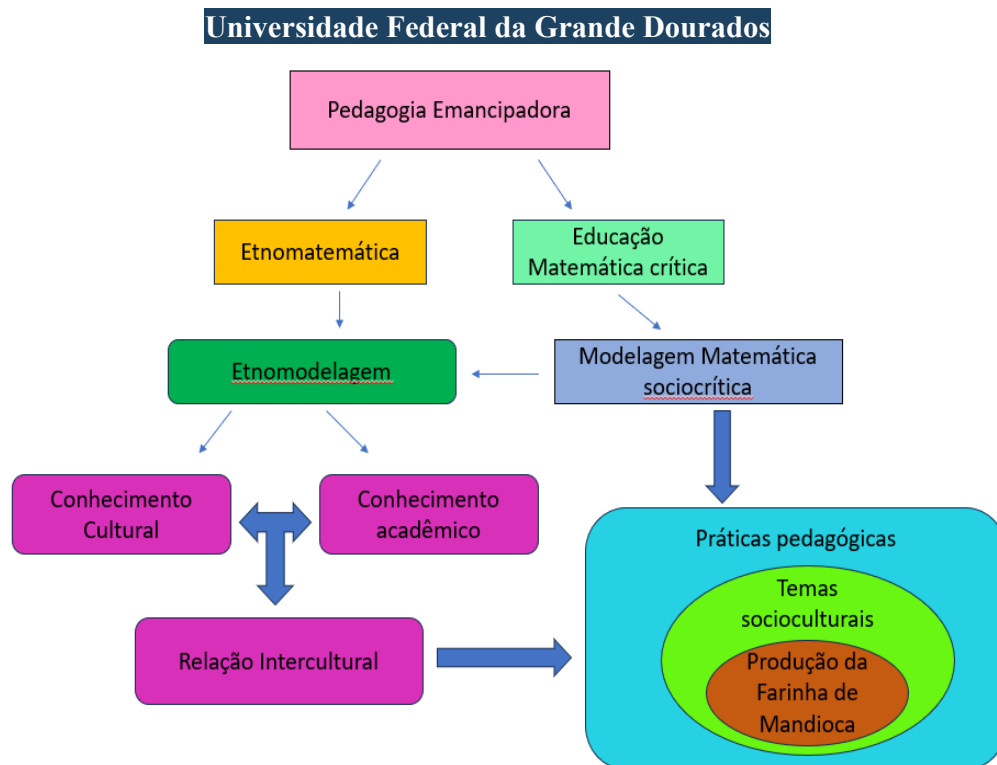 Universidade Federal da Grande Dourados
Pedagogia Emancipadora
Etnomatemática
Educação
Matemática crítica
Etnomodelagem
Modelagem Matemática
sociocrítica
Conhecimento
Cultural
Conhecimento
acadêmico
Relação Intercultural
Práticas pedagógicas
Temas
socioculturais
Produção da
Farinha de
Mandioca